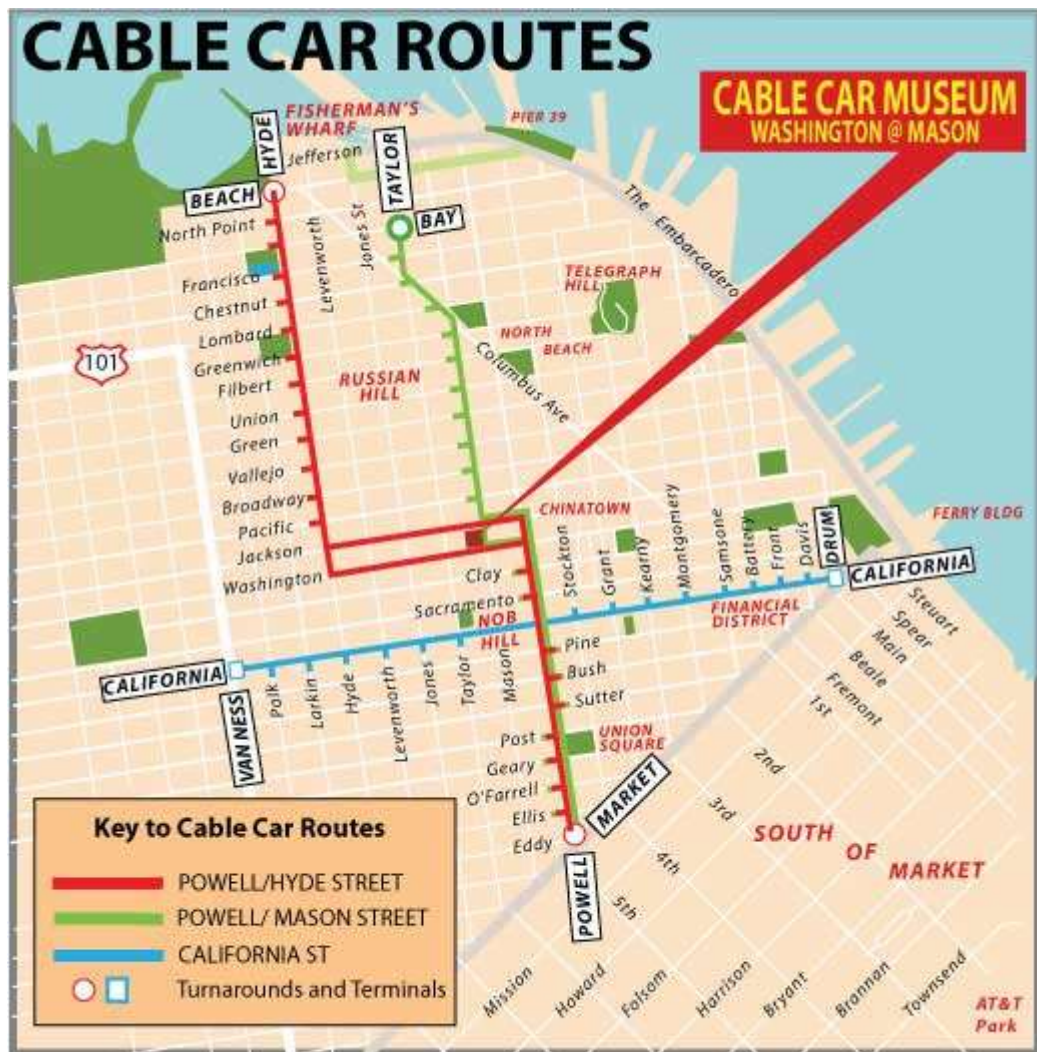 CABLE CAR ROUTES
CABLE CAR MUSEUM
WASHINGTON @ MASON
FISHERMAN'S
WHARF
PIER 39
HYDE
Jefferson
TAYLOR
BEACH
BAY
North Point
Levenworth
Jones St
The Embarcadero
Francisco
Chestnut
Lombard
Greenwich
Filbert
Union
Green
Vallejo
Broadway
Pacific
Jackson
Washington
TELEGRAPH
HILL
NORTH
BEACH
Columbus Ave
101
RUSSIAN
HILL
CHINATOWN
FERRY BLDG
Clay
Sacramento
NOB
HILL
Stockton
Grant
Kearny
Montgomery
Samsone
Battery
Front
Davis
DRUM
CALIFORNIA
FINANCIAL
DISTRICT
CALIFORNIA
VAN NESS
Polk
Larkin
Hyde
Levenworth
Jones
Taylor
Mason
Pine
Bush
Sutter
Post
Geary
O'Farrell
Ellis
Eddy
UNION
SQUARE
MARKET
POWELL
Steuart
Spear
Main
Beale
Fremont
1st
2nd
3rd
4th
5th
SOUTH
OF
MARKET
Mission
Howard
Folsom
Harrison
Bryant
Brannan
Townsend
AT&T
Park
Key to Cable Car Routes
POWELL/HYDE STREET
POWELL/ MASON STREET
CALIFORNIA ST
Turnarounds and Terminals